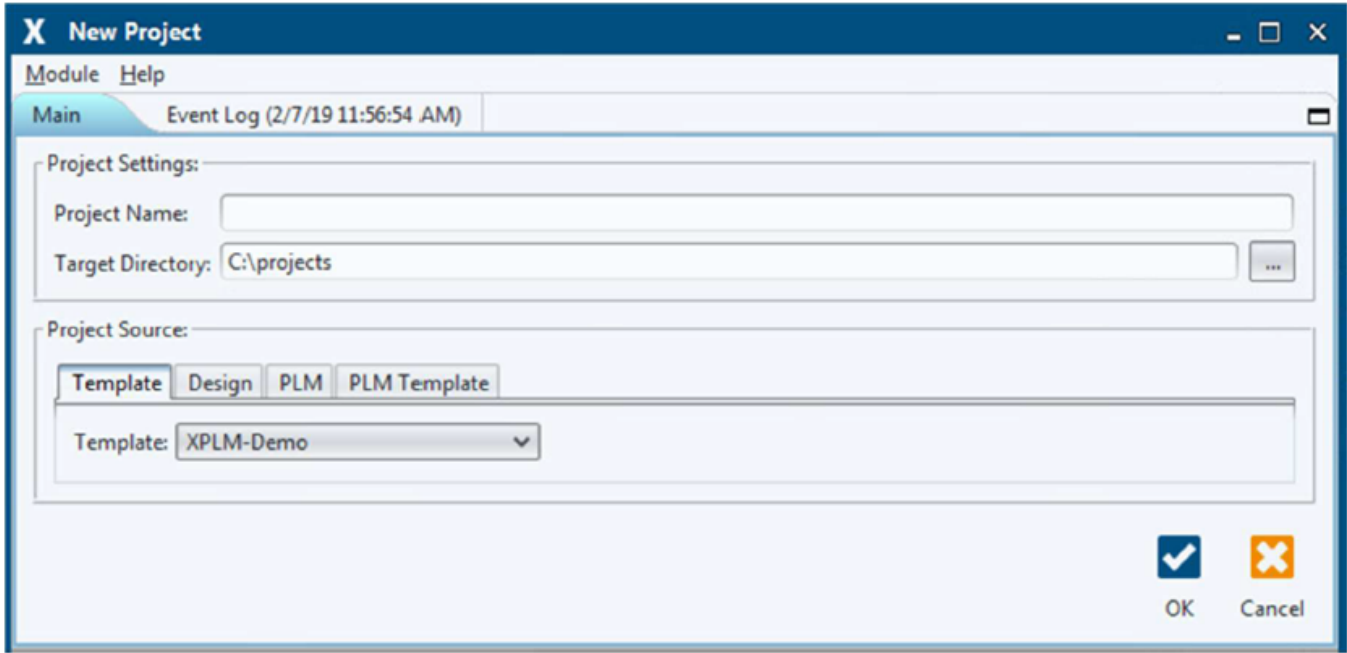 X New Project
Module Help
Main Event Log (2/7/19 11:56:54 AM)
Project Settings:
Project Name:
Target Directory: C:\projects ...
Project Source:
Template Design PLM PLM Template
Template: XPLM-Demo
OK Cancel